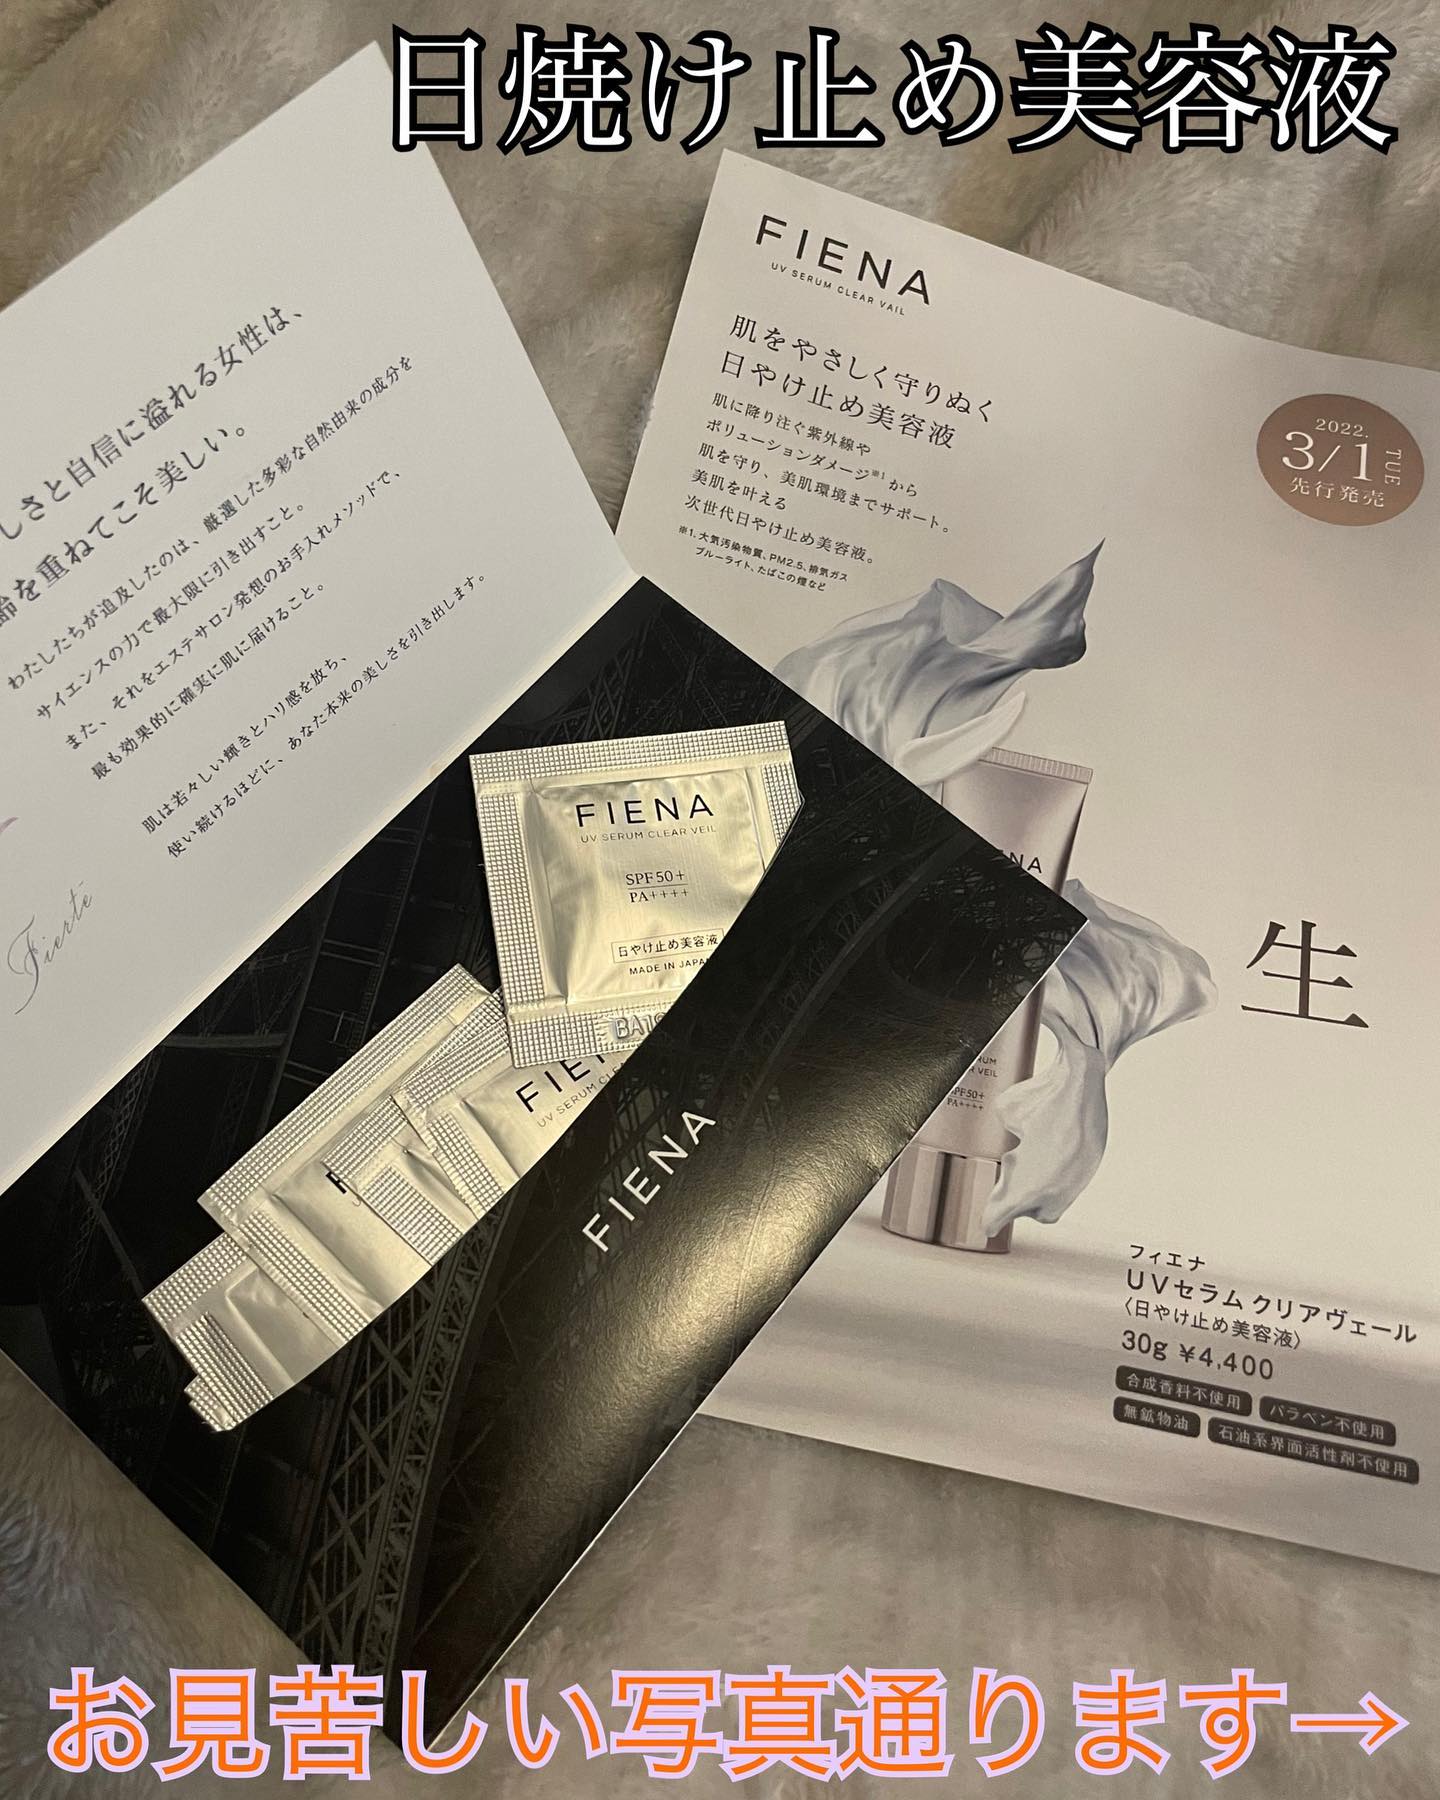 日焼け止め美容液
FIENA
UV SERUM CLEAR VAIL
肌をやさしく守りぬく
日やけ止め美容液
肌に降り注ぐ紫外線や
ポリューションダメージ※1から
肌を守り、美肌環境までサポート。
美肌を叶える
次世代日やけ止め美容液。
※1.大気汚染物質、PM2.5、排気ガス
ブルーライト、たばこの煙など
2022.
3/1 TUE
先行発売
しさと自信に溢れる女性は、
齢を重ねてこそ美しい。
わたしたちが追及したのは、厳選した多彩な自然由来の成分を
サイエンスの力で最大限に引き出すこと。
また、それをエステサロン発想のお手入れメソッドで、
最も効果的に確実に肌に届けること。
肌は若々しい輝きとハリ感を放ち、
使い続けるほどに、あなた本来の美しさを引き出します。
Fierté
FIENA
UV SERUM CLEAR VEIL
SPF50+
PA++++
日やけ止め美容液
MADE IN JAPAN
FIENA
生
NA
VEIL
SPF50+
PA++++
フィエナ
UVセラム クリアヴェール
〈日やけ止め美容液〉
30g ¥4,400
合成香料不使用 パラベン不使用
無鉱物油 石油系界面活性剤不使用
お見苦しい写真通ります→